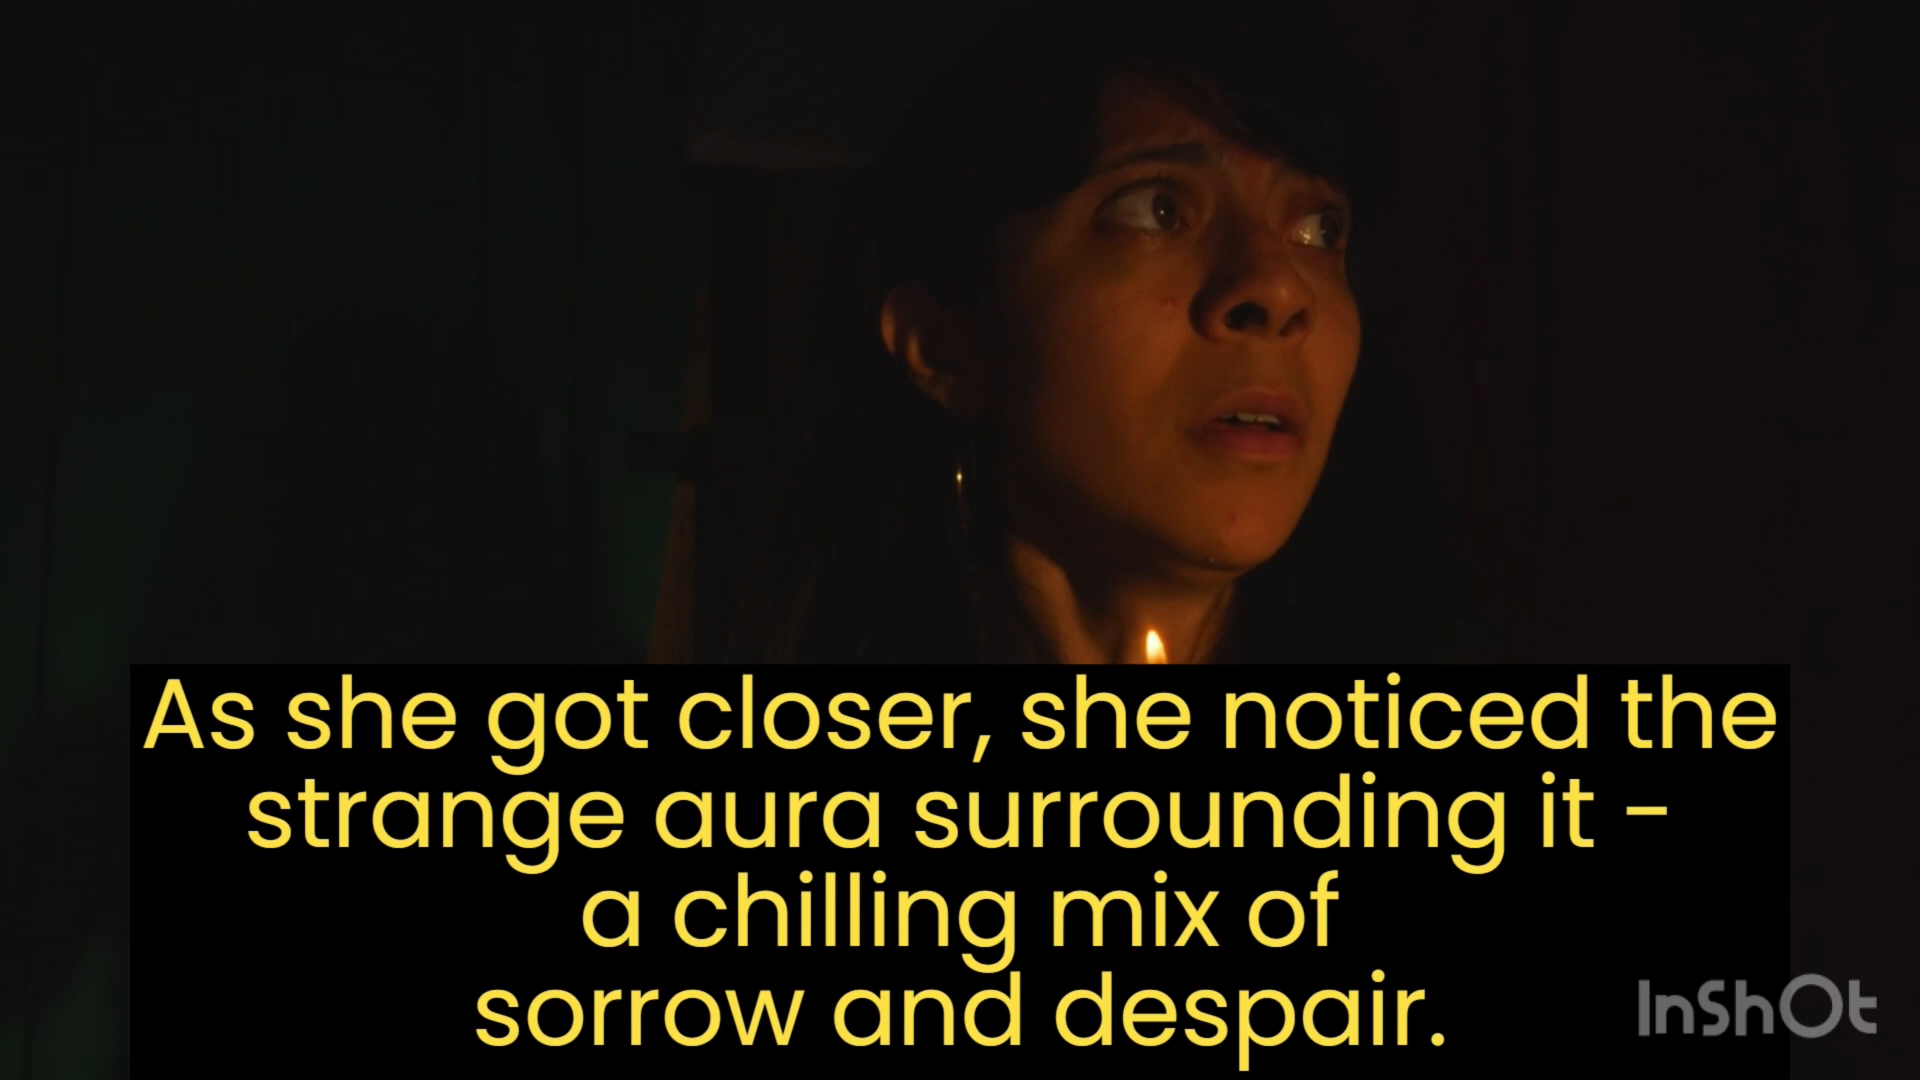 As she got closer, she noticed the
strange aura surrounding it -
a chilling mix of
sorrow and despair.
InShOt